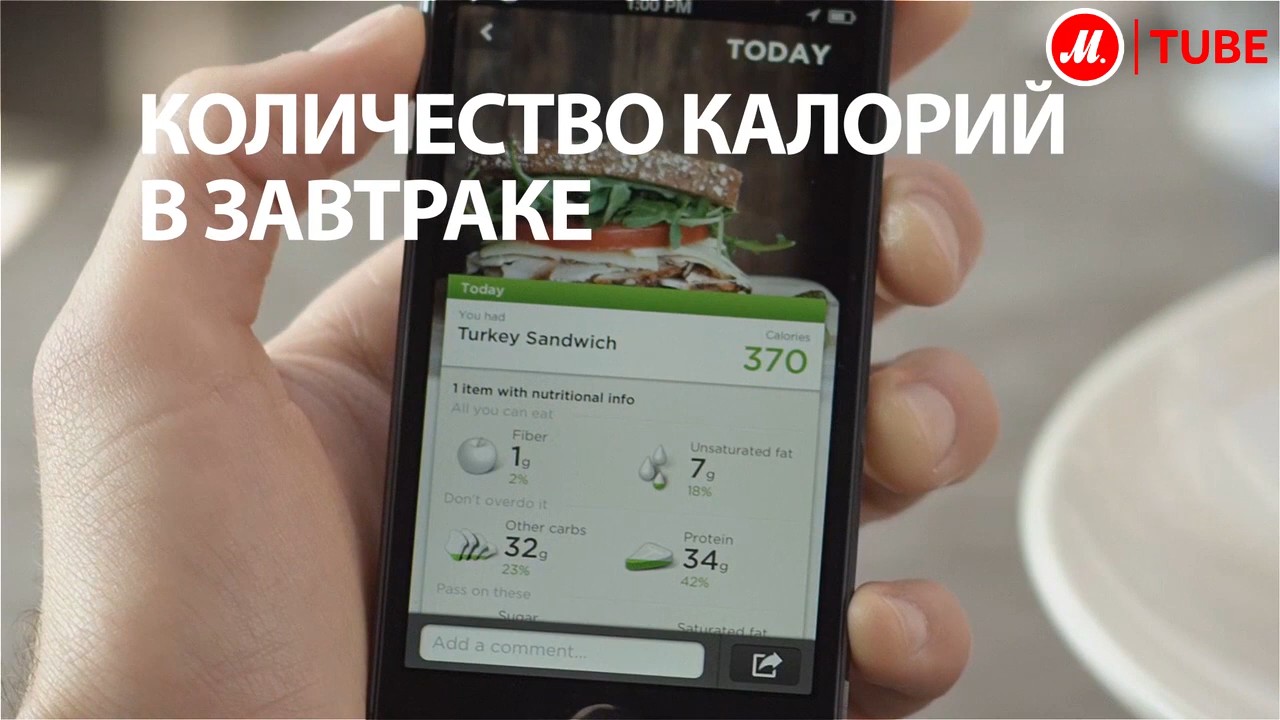 1:00 PM
TODAY
M. TUBE
КОЛИЧЕСТВО КАЛОРИЙ
В ЗАВТРАКЕ
Today
You had
Turkey Sandwich
Calories
370
1 item with nutritional info
All you can eat
Fiber
1g
2%
Unsaturated fat
7g
18%
Don't overdo it
Other carbs
32g
23%
Protein
34g
42%
Pass on these
Sugar
Saturated fat
Add a comment...